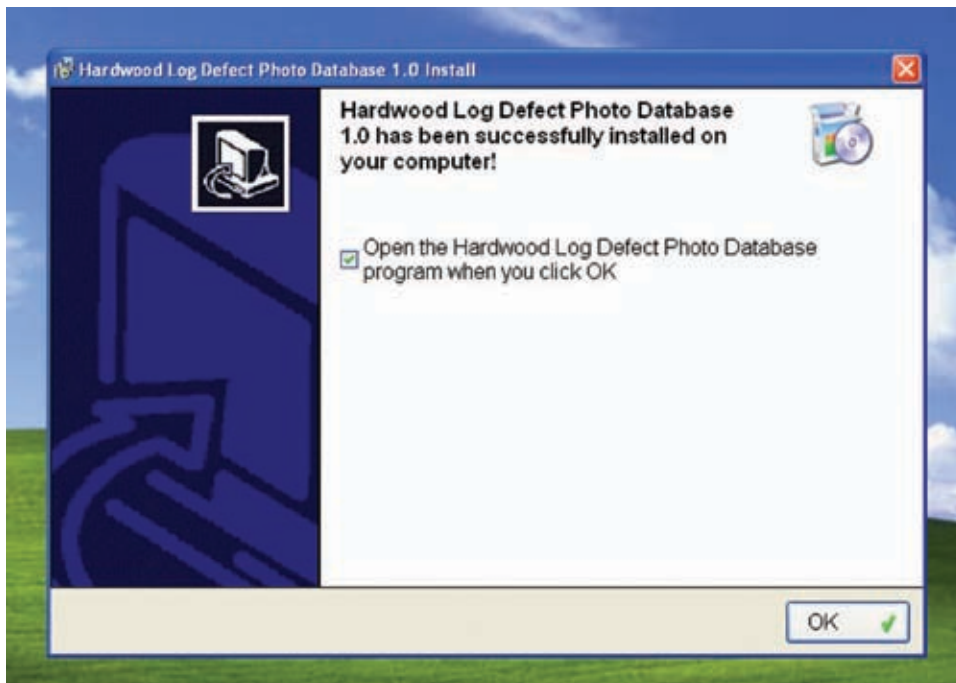 Hardwood Log Defect Photo Database 1.0 Install
Hardwood Log Defect Photo Database
1.0 has been successfully installed on
your computer!
Open the Hardwood Log Defect Photo Database
program when you click OK
OK